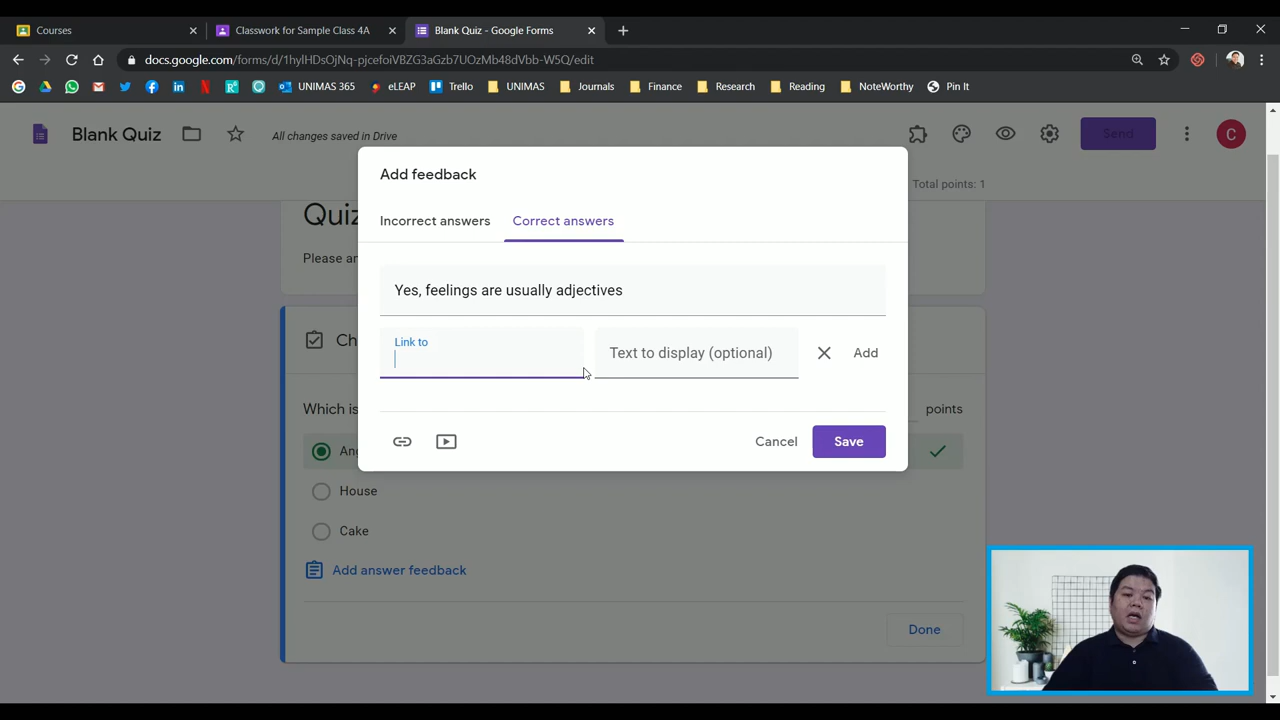 Courses
Classwork for Sample Class 4A
Blank Quiz - Google Forms
docs.google.com/forms/d/1hylHDsOjNq-pjcefoiVBZG3aGzb7UOzMb48dVbb-W5Q/edit
UNIMAS 365
eLEAP
Trello
UNIMAS
Journals
Finance
Research
Reading
NoteWorthy
Pin It
Blank Quiz
All changes saved in Drive
Send
C
Total points: 1
Add feedback
Incorrect answers
Correct answers
Quiz
Please an
Yes, feelings are usually adjectives
Link to
Text to display (optional)
Add
Ch
Which is
points
Cancel
Save
An
House
Cake
Add answer feedback
Done